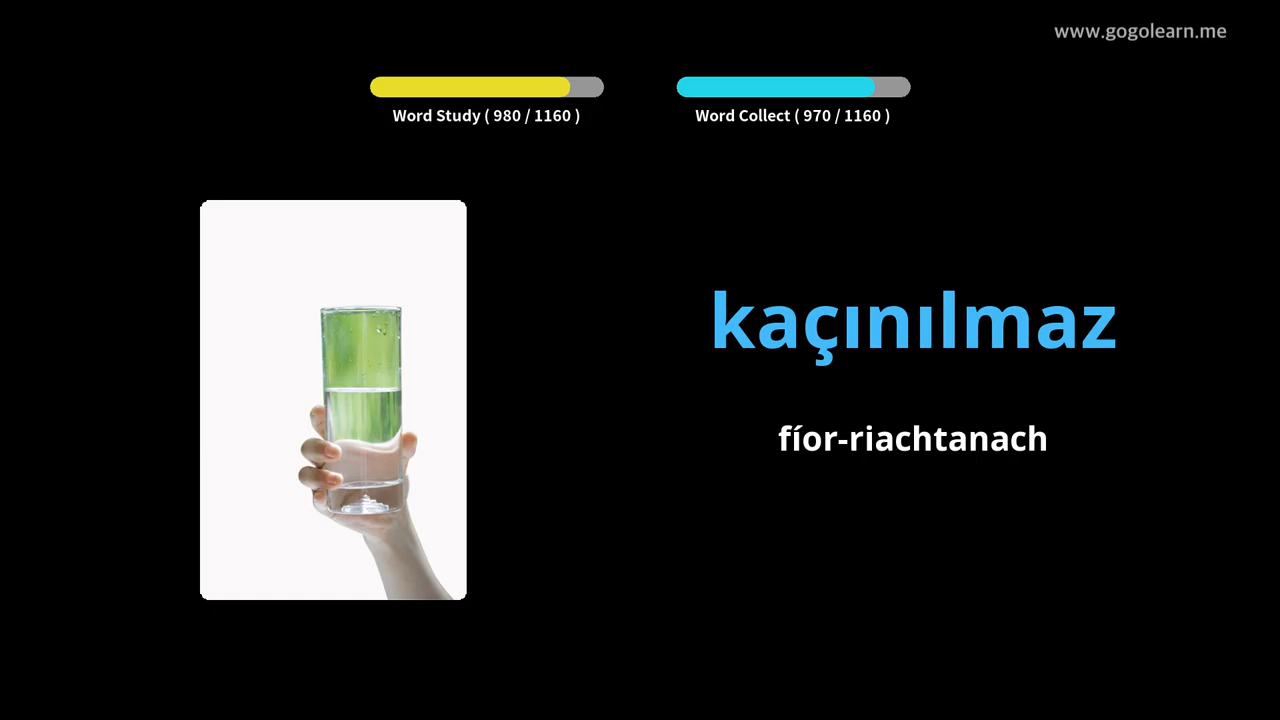 www.gogolearn.me
Word Study ( 980 / 1160 )
Word Collect ( 970 / 1160 )
kaçınılmaz
fíor-riachtanach